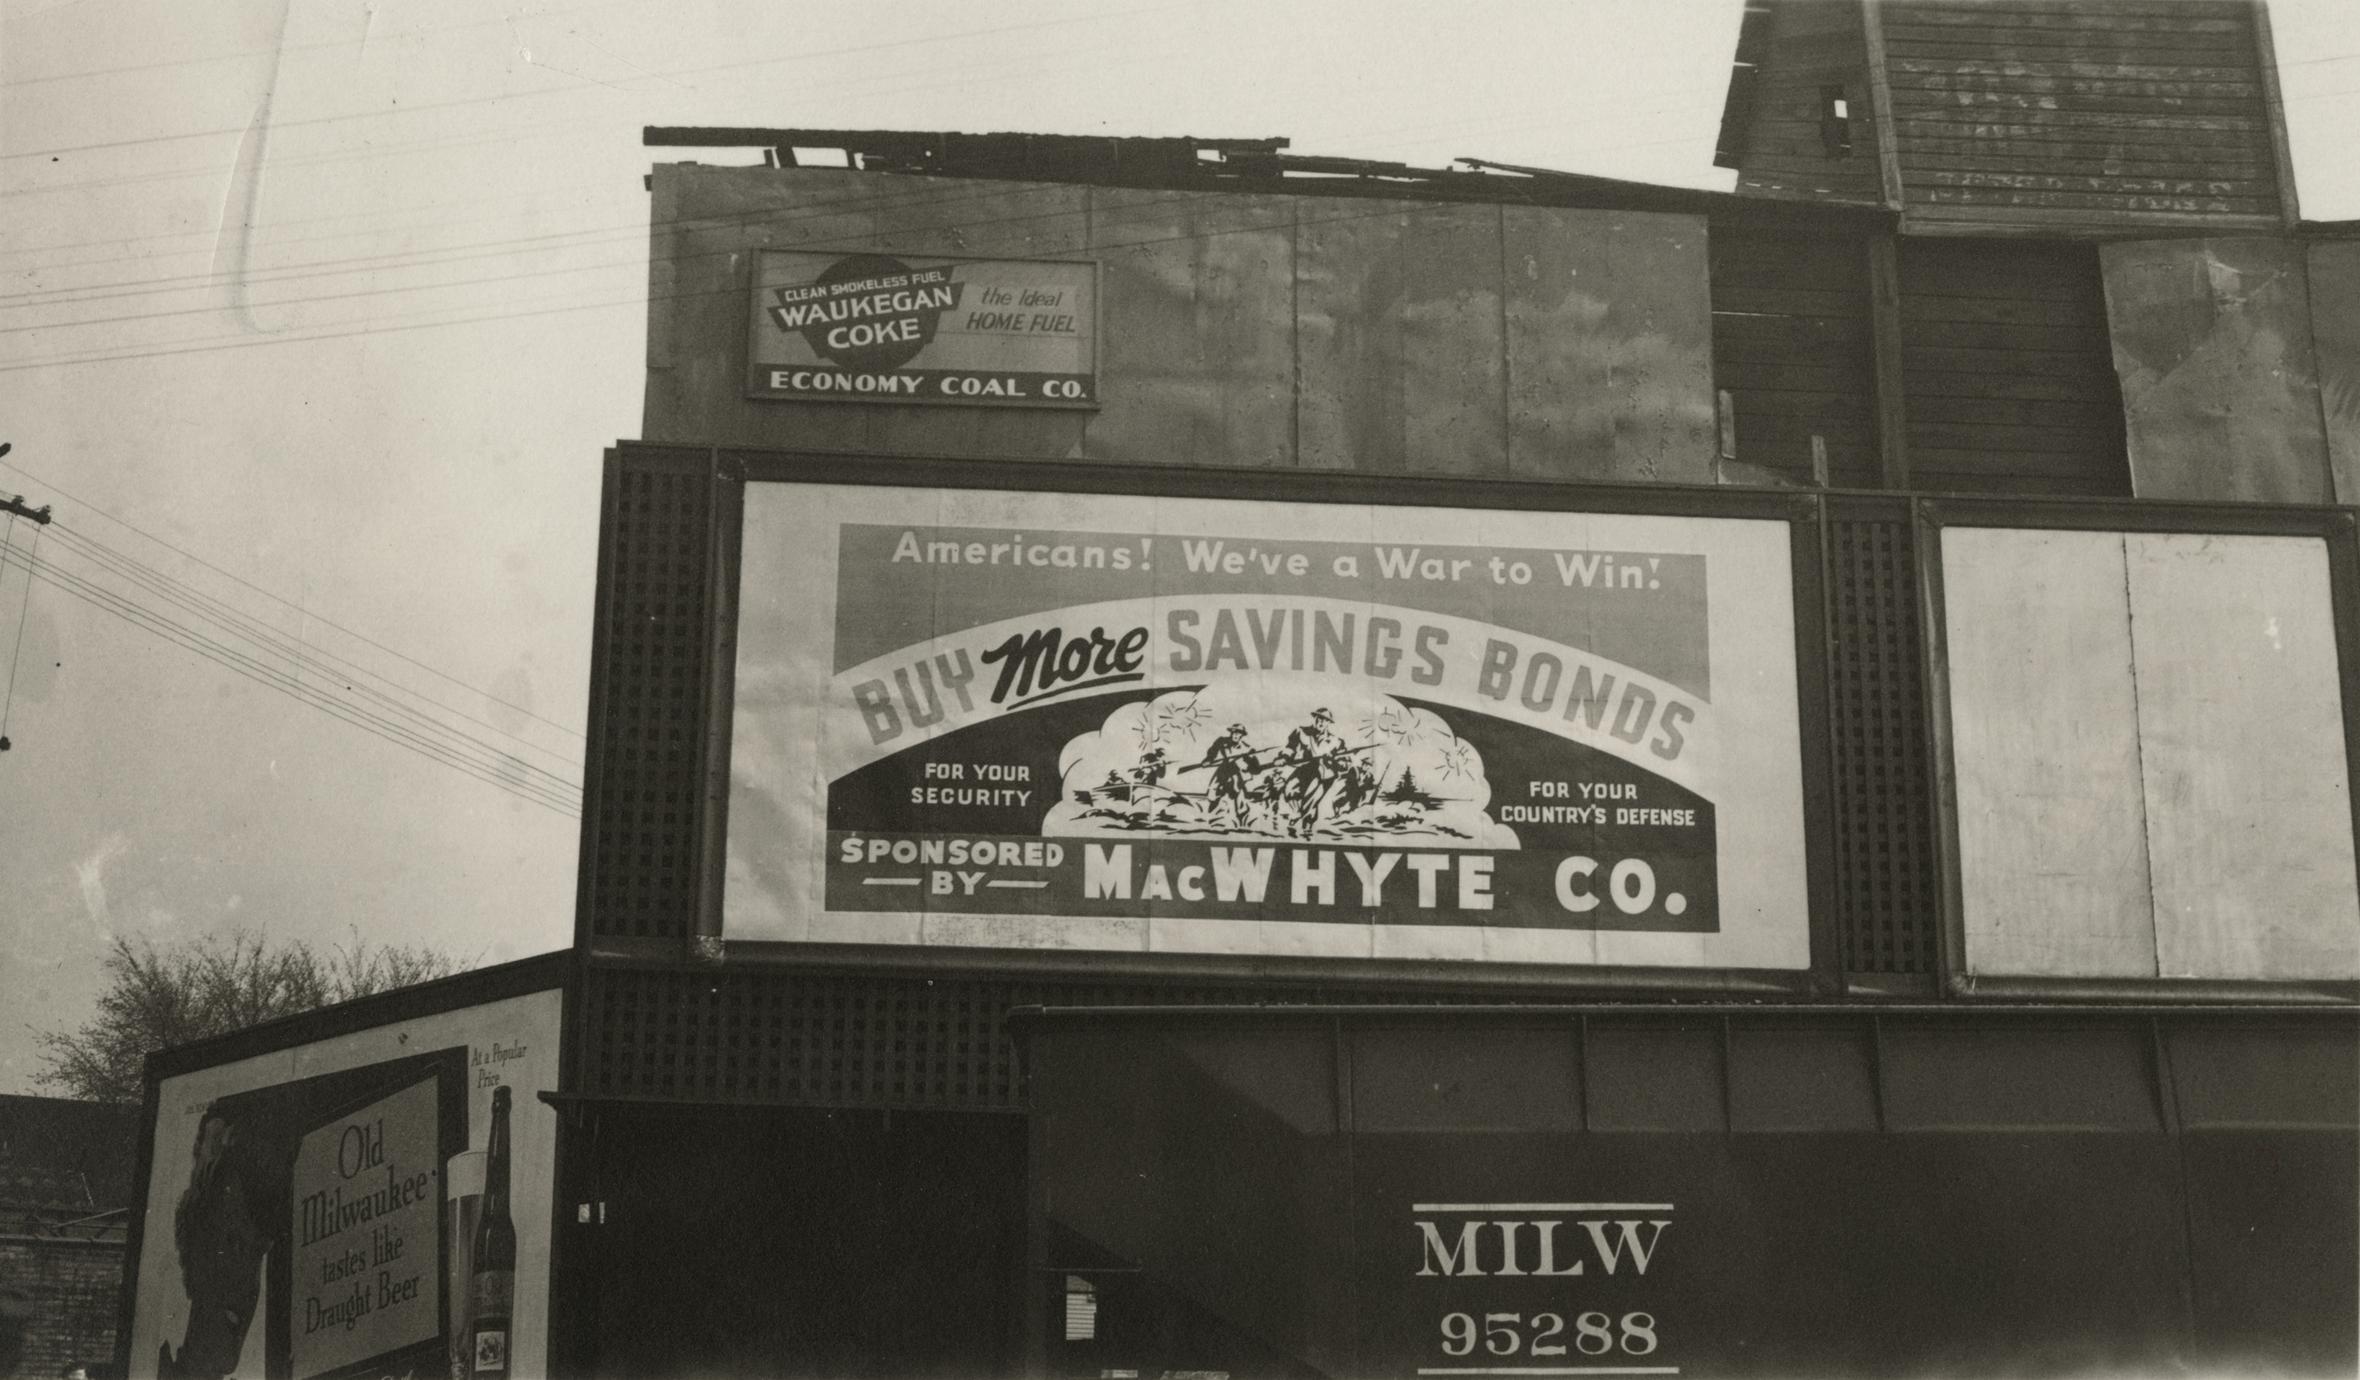 CLEAN SMOKELESS FUEL
WAUKEGAN
COKE
the Ideal
HOME FUEL
ECONOMY COAL CO.
Americans! We've a War to Win!
BUY More SAVINGS BONDS
FOR YOUR
SECURITY
FOR YOUR
COUNTRY'S DEFENSE
SPONSORED
BY
MACWHYTE CO.
At a Popular
Price
Old
Milwaukee
tastes like
Draught Beer
MILW
95288